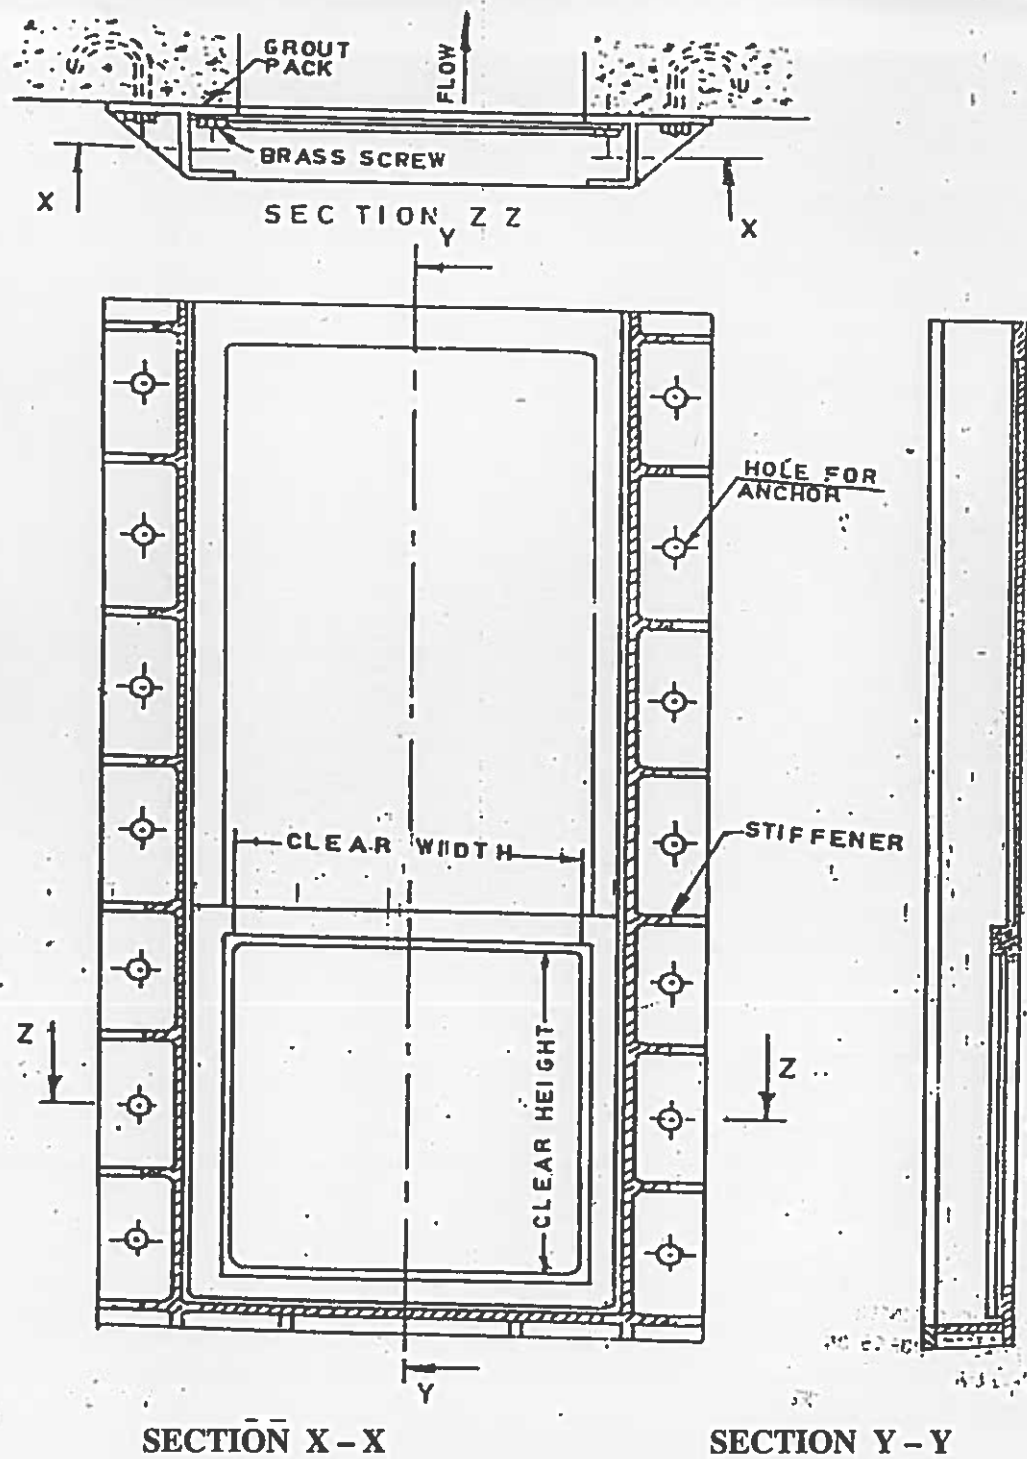 GROUT
PACK
FLOW
BRASS SCREW
X
X
SECTION Z Z
Y
HOLE FOR
ANCHOR
CLEAR WIDTH
STIFFENER
CLEAR HEIGHT
Z
Z
Y
SECTION X – X
SECTION Y – Y